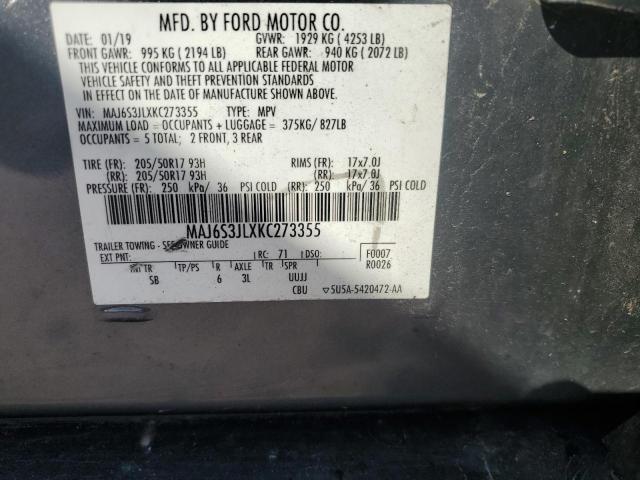 MFD. BY FORD MOTOR CO.
DATE: 01/19 GVWR: 1929 KG ( 4253 LB)
FRONT GAWR: 995 KG ( 2194 LB) REAR GAWR: 940 KG ( 2072 LB)
THIS VEHICLE CONFORMS TO ALL APPLICABLE FEDERAL MOTOR
VEHICLE SAFETY AND THEFT PREVENTION STANDARDS
IN EFFECT ON THE DATE OF MANUFACTURE SHOWN ABOVE.
VIN: MAJ6S3JLXKC273355 TYPE: MPV
MAXIMUM LOAD = OCCUPANTS + LUGGAGE = 375KG/ 827LB
OCCUPANTS = 5 TOTAL; 2 FRONT, 3 REAR
TIRE (FR): 205/50R17 93H RIMS (FR): 17x7.0J
(RR): 205/50R17 93H (RR): 17x7.0J
PRESSURE (FR): 250 kPa/ 36 PSI COLD (RR): 250 kPa/ 36 PSI COLD
MAJ6S3JLXKC273355
TRAILER TOWING - SEE OWNER GUIDE
EXT PNT: RC: 71 DSO: F0007
R0026
INT TR TP/PS R AXLE TR SPR
SB 6 3L UUJJ
CBU ▽5U5A-5420472-AA